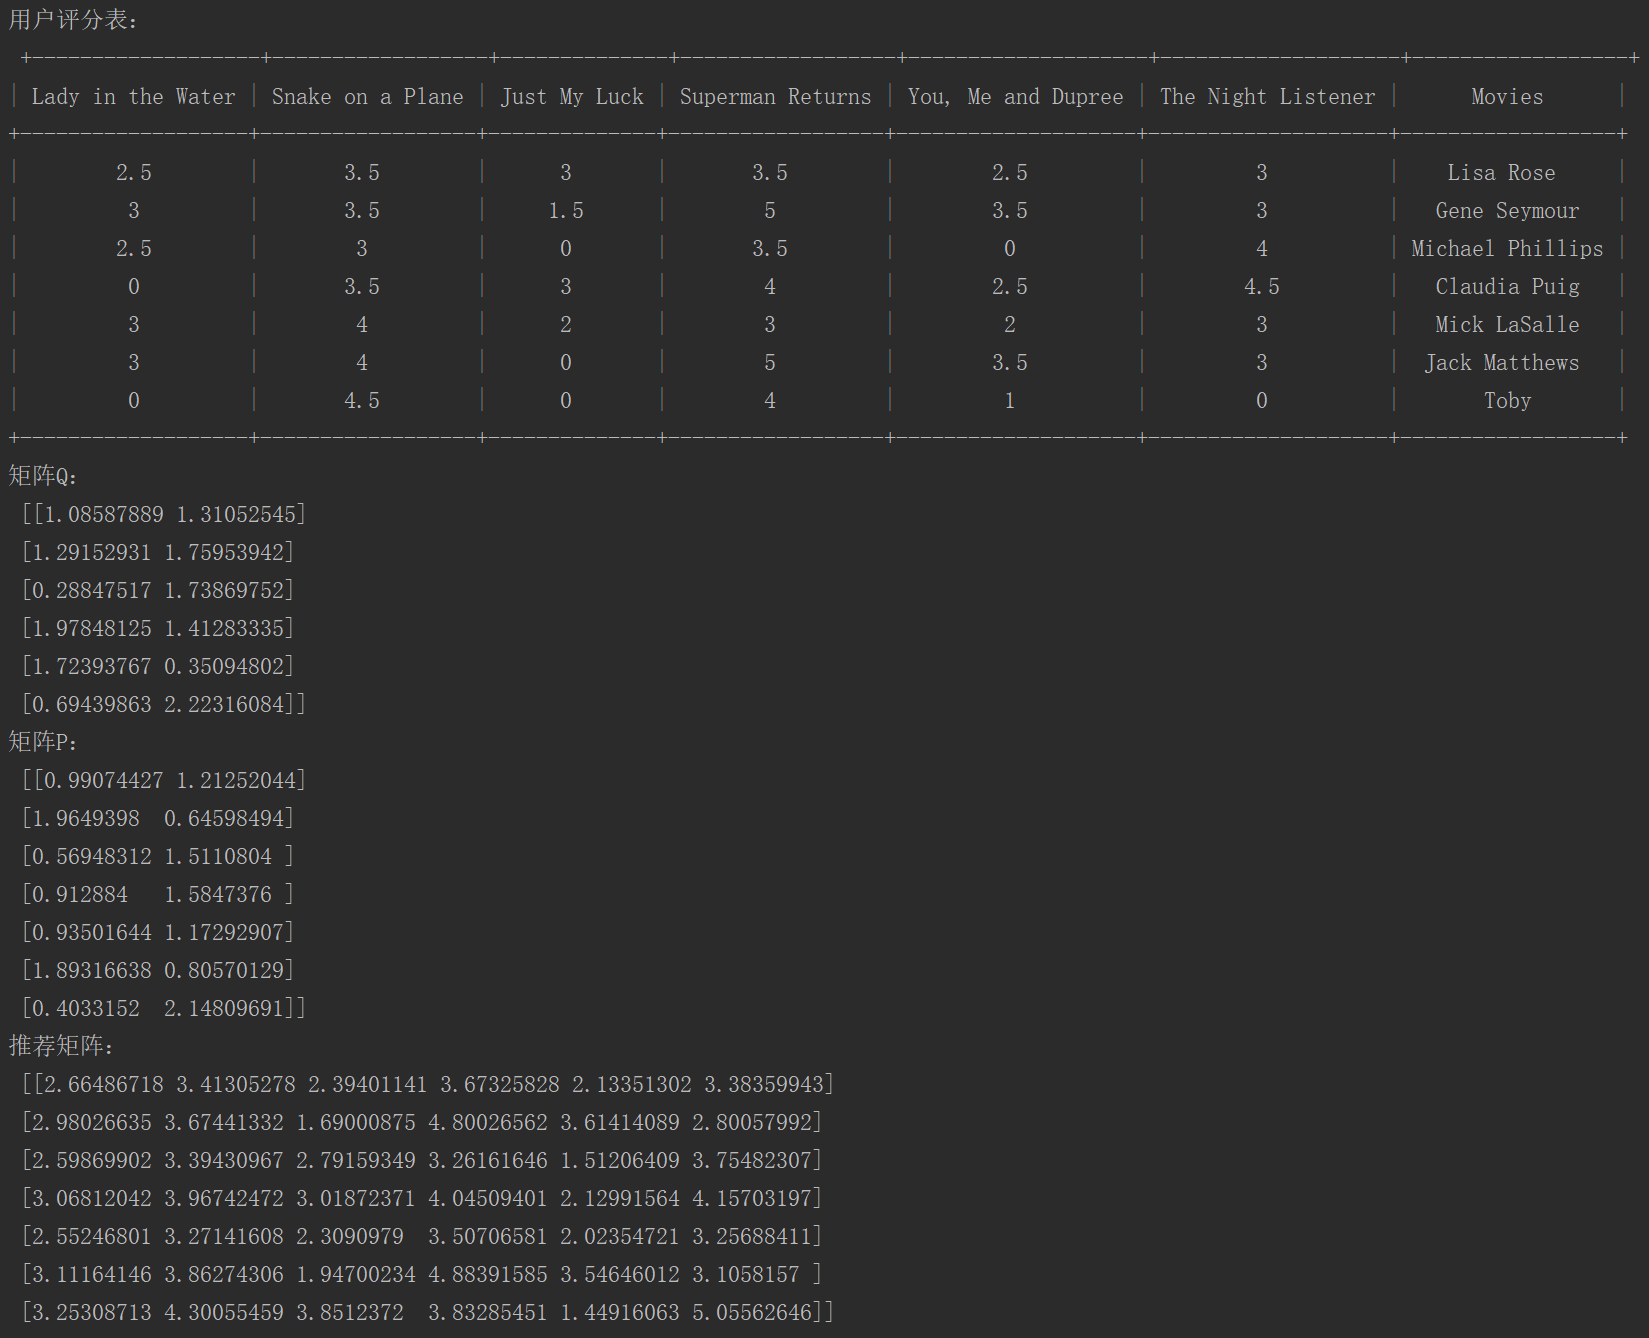 用户评分表：
+-------------------+------------------+--------------+------------------+--------------------+--------------------+------------------+
| Lady in the Water | Snake on a Plane | Just My Luck | Superman Returns | You, Me and Dupree | The Night Listener |      Movies      |
+-------------------+------------------+--------------+------------------+--------------------+--------------------+------------------+
|        2.5        |       3.5        |      3       |       3.5        |        2.5         |         3          |    Lisa Rose     |
|         3         |       3.5        |     1.5      |        5         |        3.5         |         3          |   Gene Seymour   |
|        2.5        |        3         |      0       |       3.5        |         0          |         4          | Michael Phillips |
|         0         |       3.5        |      3       |        4         |        2.5         |        4.5         |   Claudia Puig   |
|         3         |        4         |      2       |        3         |         2          |         3          |   Mick LaSalle   |
|         3         |        4         |      0       |        5         |        3.5         |         3          |  Jack Matthews   |
|         0         |       4.5        |      0       |        4         |         1          |         0          |       Toby       |
+-------------------+------------------+--------------+------------------+--------------------+--------------------+------------------+
矩阵Q：
[[1.08587889 1.31052545]
[1.29152931 1.75953942]
[0.28847517 1.73869752]
[1.97848125 1.41283335]
[1.72393767 0.35094802]
[0.69439863 2.22316084]]
矩阵P：
[[0.99074427 1.21252044]
[1.9649398  0.64598494]
[0.56948312 1.5110804 ]
[0.912884   1.5847376 ]
[0.93501644 1.17292907]
[1.89316638 0.80570129]
[0.4033152  2.14809691]]
推荐矩阵：
[[2.66486718 3.41305278 2.39401141 3.67325828 2.13351302 3.38359943]
[2.98026635 3.67441332 1.69000875 4.80026562 3.61414089 2.80057992]
[2.59869902 3.39430967 2.79159349 3.26161646 1.51206409 3.75482307]
[3.06812042 3.96742472 3.01872371 4.04509401 2.12991564 4.15703197]
[2.55246801 3.27141608 2.3090979  3.50706581 2.02354721 3.25688411]
[3.11164146 3.86274306 1.94700234 4.88391585 3.54646012 3.1058157 ]
[3.25308713 4.30055459 3.8512372  3.83285451 1.44916063 5.05562646]]